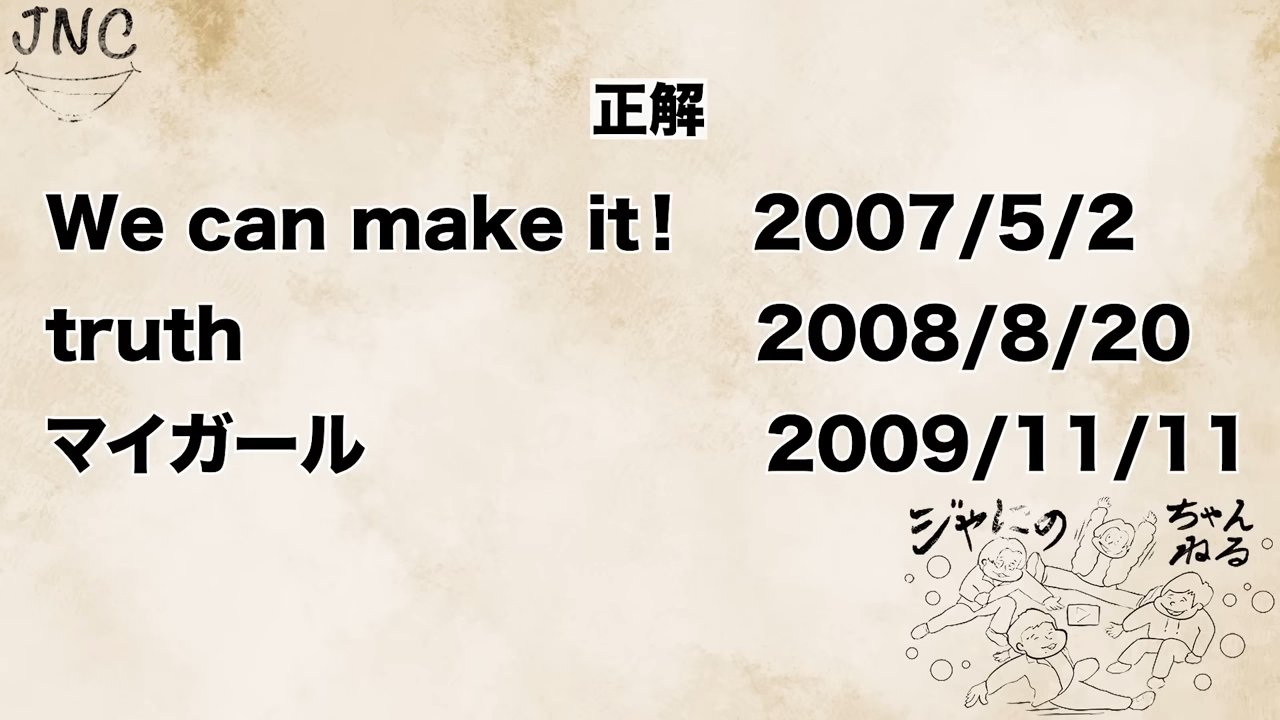 JNC
正解
We can make it! 2007/5/2
truth 2008/8/20
マイガール 2009/11/11
ジャにの
ちゃん
ねる